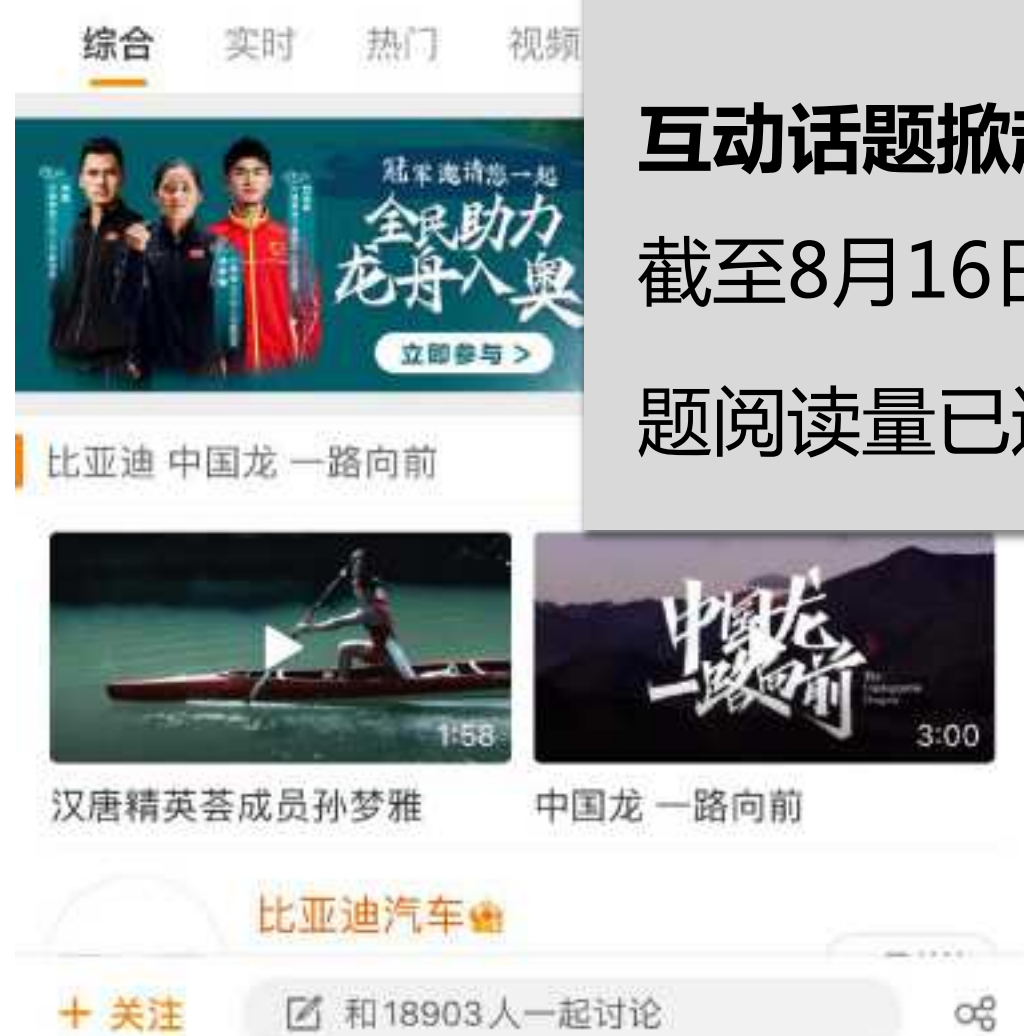 综合 实时 热门 视频
互动话题掀
截至8月16日
题阅读量已
冠军邀请您一起
全民助力
龙舟入奥
立即参与 >
比亚迪 中国龙 一路向前
1:58
中国龙
一路向前
3:00
汉唐精英荟成员孙梦雅
中国龙 一路向前
比亚迪汽车
+ 关注
和18903人一起讨论